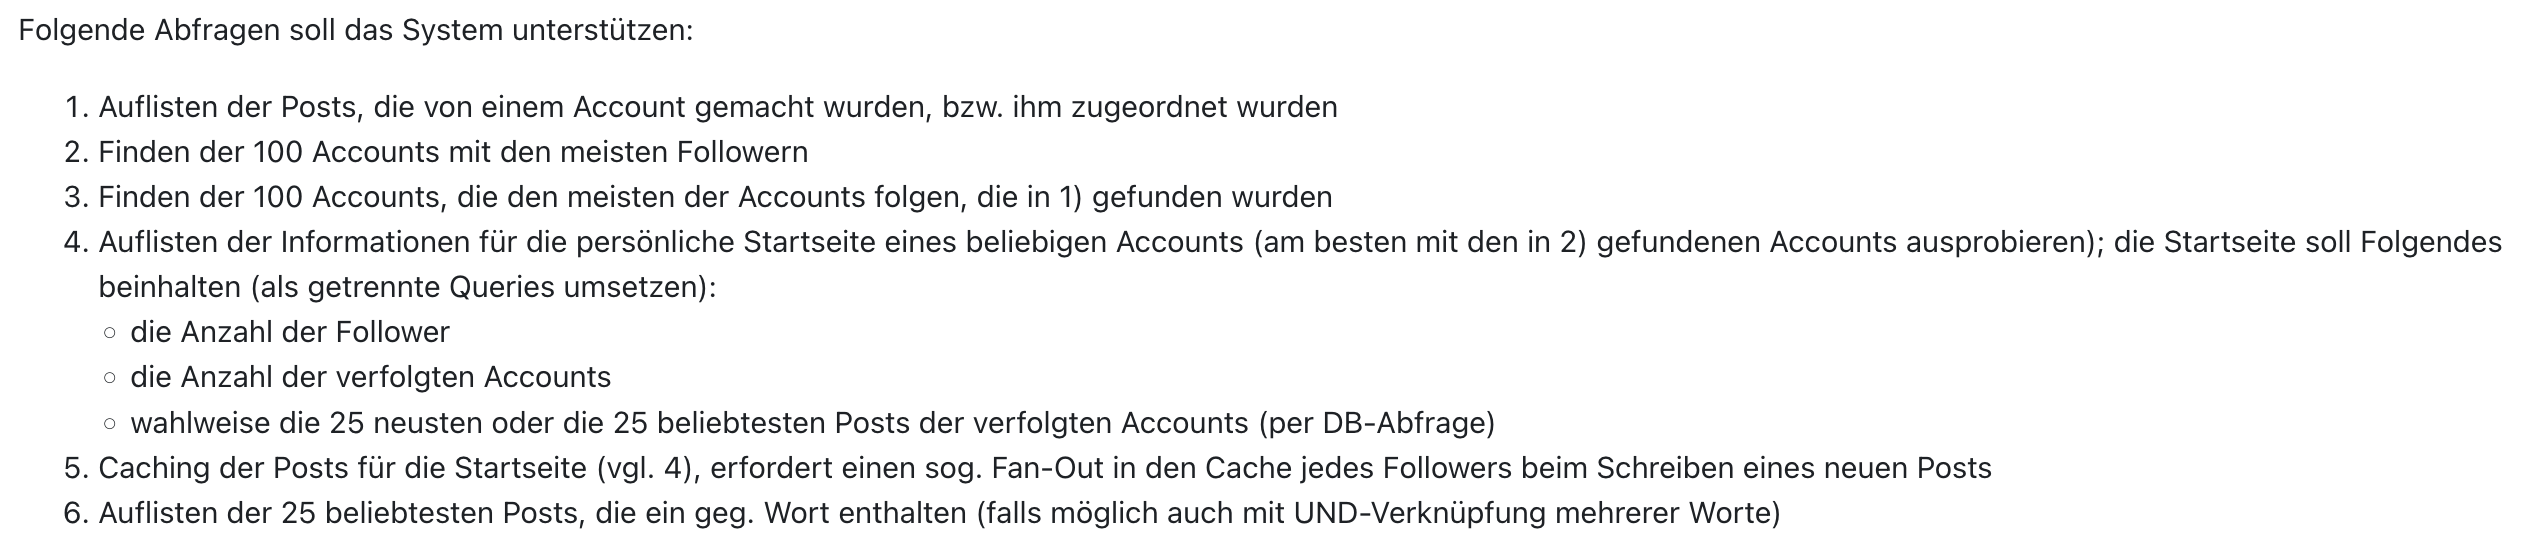 Folgende Abfragen soll das System unterstützen:
1. Auflisten der Posts, die von einem Account gemacht wurden, bzw. ihm zugeordnet wurden
2. Finden der 100 Accounts mit den meisten Followern
3. Finden der 100 Accounts, die den meisten der Accounts folgen, die in 1) gefunden wurden
4. Auflisten der Informationen für die persönliche Startseite eines beliebigen Accounts (am besten mit den in 2) gefundenen Accounts ausprobieren); die Startseite soll Folgendes
beinhalten (als getrennte Queries umsetzen):
◦ die Anzahl der Follower
◦ die Anzahl der verfolgten Accounts
◦ wahlweise die 25 neusten oder die 25 beliebtesten Posts der verfolgten Accounts (per DB-Abfrage)
5. Caching der Posts für die Startseite (vgl. 4), erfordert einen sog. Fan-Out in den Cache jedes Followers beim Schreiben eines neuen Posts
6. Auflisten der 25 beliebtesten Posts, die ein geg. Wort enthalten (falls möglich auch mit UND-Verknüpfung mehrerer Worte)